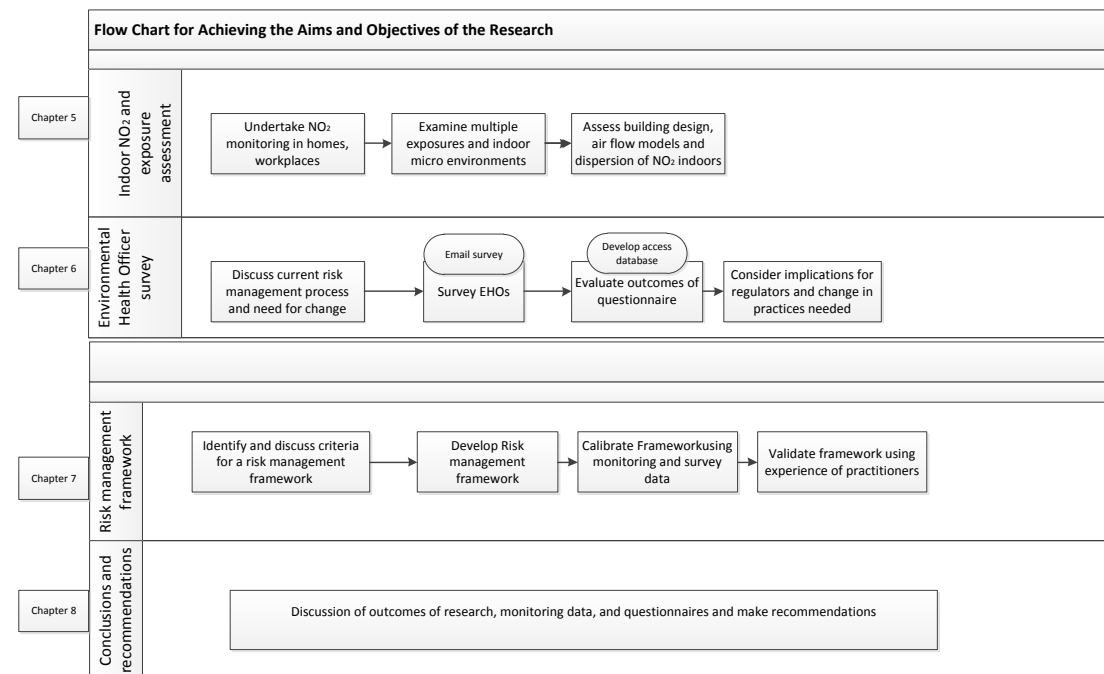 Flow Chart for Achieving the Aims and Objectives of the Research
Chapter 5
Indoor NO₂ and
exposure
assessment
Undertake NO₂
monitoring in homes,
workplaces
Examine multiple
exposures and indoor
micro environments
Assess building design,
air flow models and
dispersion of NO₂ indoors
Chapter 6
Environmental
Health Officer
survey
Discuss current risk
management process
and need for change
Email survey
Survey EHOs
Develop access
database
Evaluate outcomes of
questionnaire
Consider implications for
regulators and change in
practices needed
Chapter 7
Risk management
framework
Identify and discuss criteria
for a risk management
framework
Develop Risk
management
framework
Calibrate Frameworkusing
monitoring and survey
data
Validate framework using
experience of practitioners
Chapter 8
Conclusions and
recommendations
Discussion of outcomes of research, monitoring data, and questionnaires and make recommendations